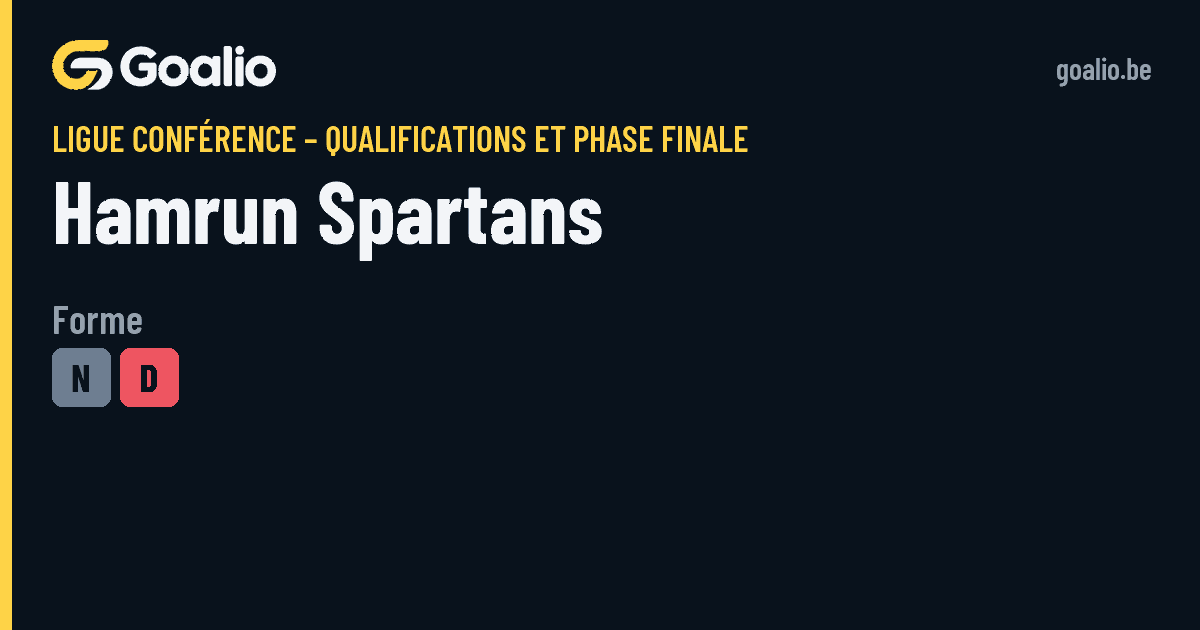 Goalio
goalio.be
LIGUE CONFÉRENCE – QUALIFICATIONS ET PHASE FINALE
Hamrun Spartans
Forme
N D